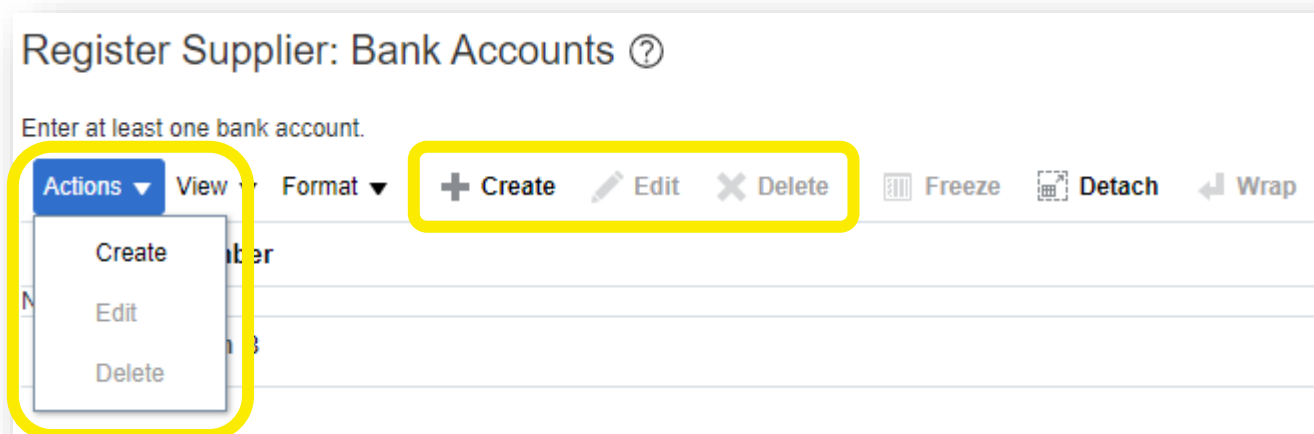 Register Supplier: Bank Accounts ?
Enter at least one bank account.
Actions View Format Create Edit Delete Freeze Detach Wrap
Create
Edit
Delete